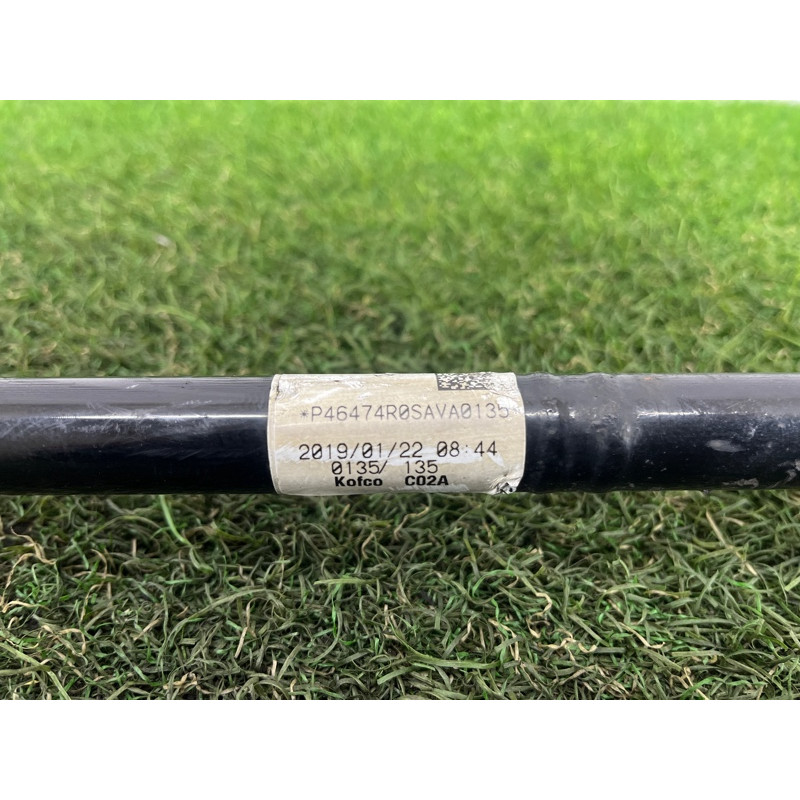 *P46474R0SAVA0135
2019/01/22 08:44
0135/ 135
Kofco C02A